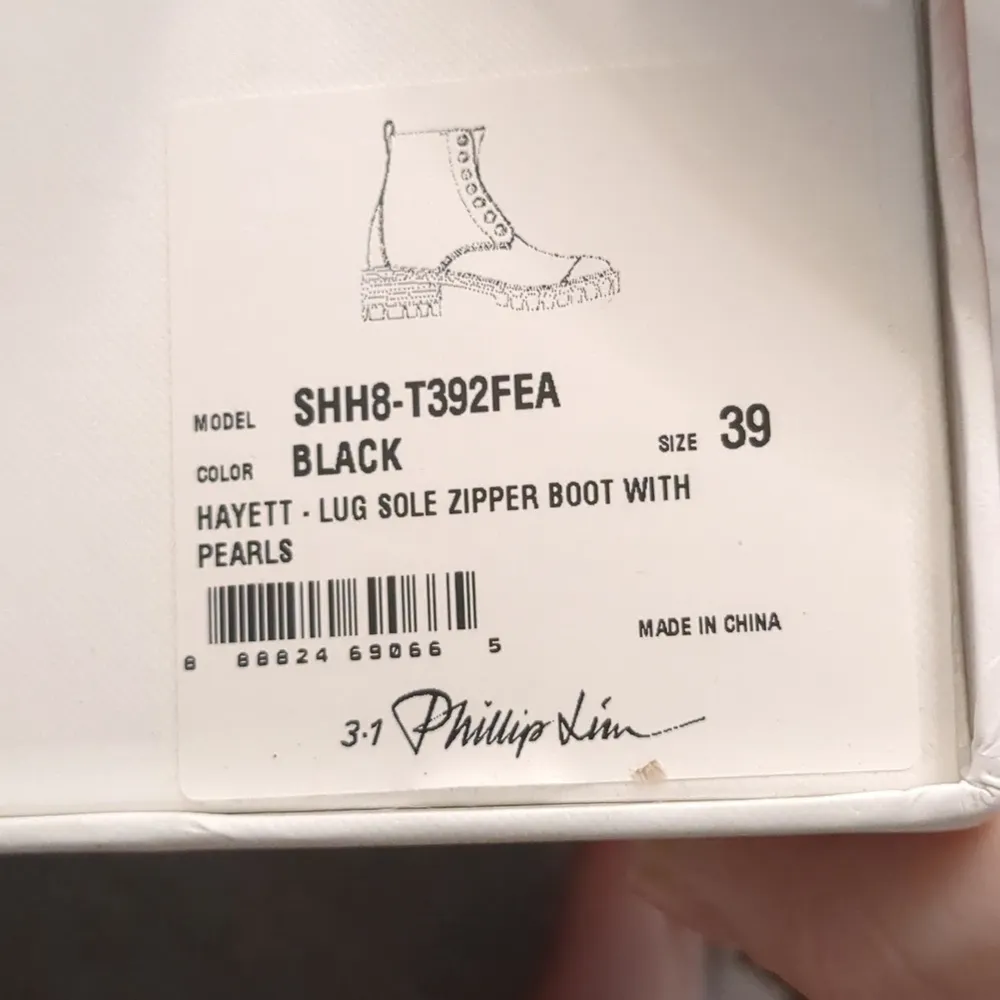 MODEL SHH8-T392FEA
COLOR BLACK SIZE 39
HAYETT - LUG SOLE ZIPPER BOOT WITH
PEARLS
8 88824 69066 5
MADE IN CHINA
3·1 Phillip Lim